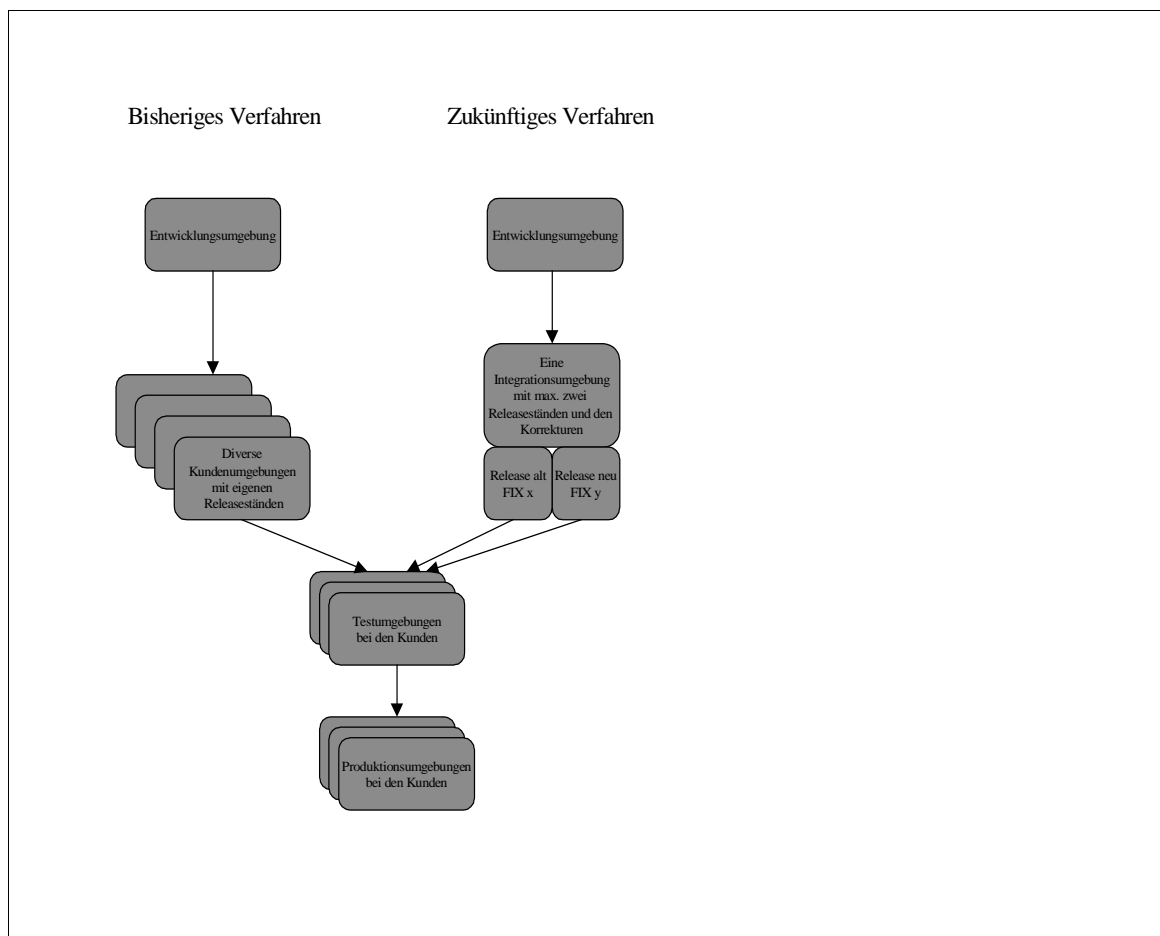 Bisheriges Verfahren
Zukünftiges Verfahren
Entwicklungsumgebung
Entwicklungsumgebung
Diverse
Kundenumgebungen
mit eigenen
Releaseständen
Eine
Integrationsumgebung
mit max. zwei
Releaseständen und den
Korrekturen
Release alt
FIX x
Release neu
FIX y
Testumgebungen
bei den Kunden
Produktionsumgebungen
bei den Kunden